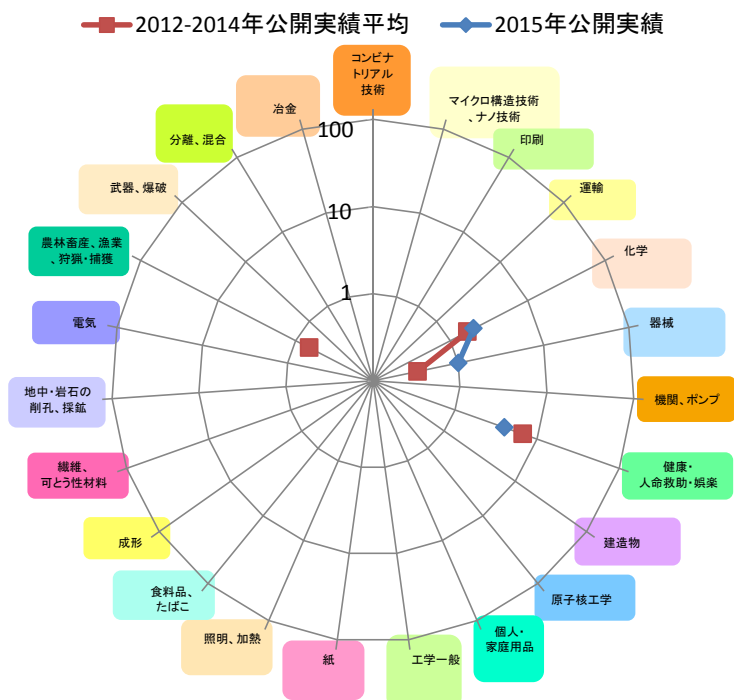 2012-2014年公開実績平均
2015年公開実績
コンビナ
トリアル
技術
マイクロ構造技術
、ナノ技術
印刷
運輸
化学
器械
機関、ポンプ
健康・
人命救助・娯楽
建造物
原子核工学
個人・
家庭用品
工学一般
紙
照明、加熱
食料品、
たばこ
成形
繊維、
可とう性材料
地中・岩石の
削孔、採鉱
電気
農林畜産、漁業
、狩猟・捕獲
武器、爆破
分離、混合
冶金
100
10
1